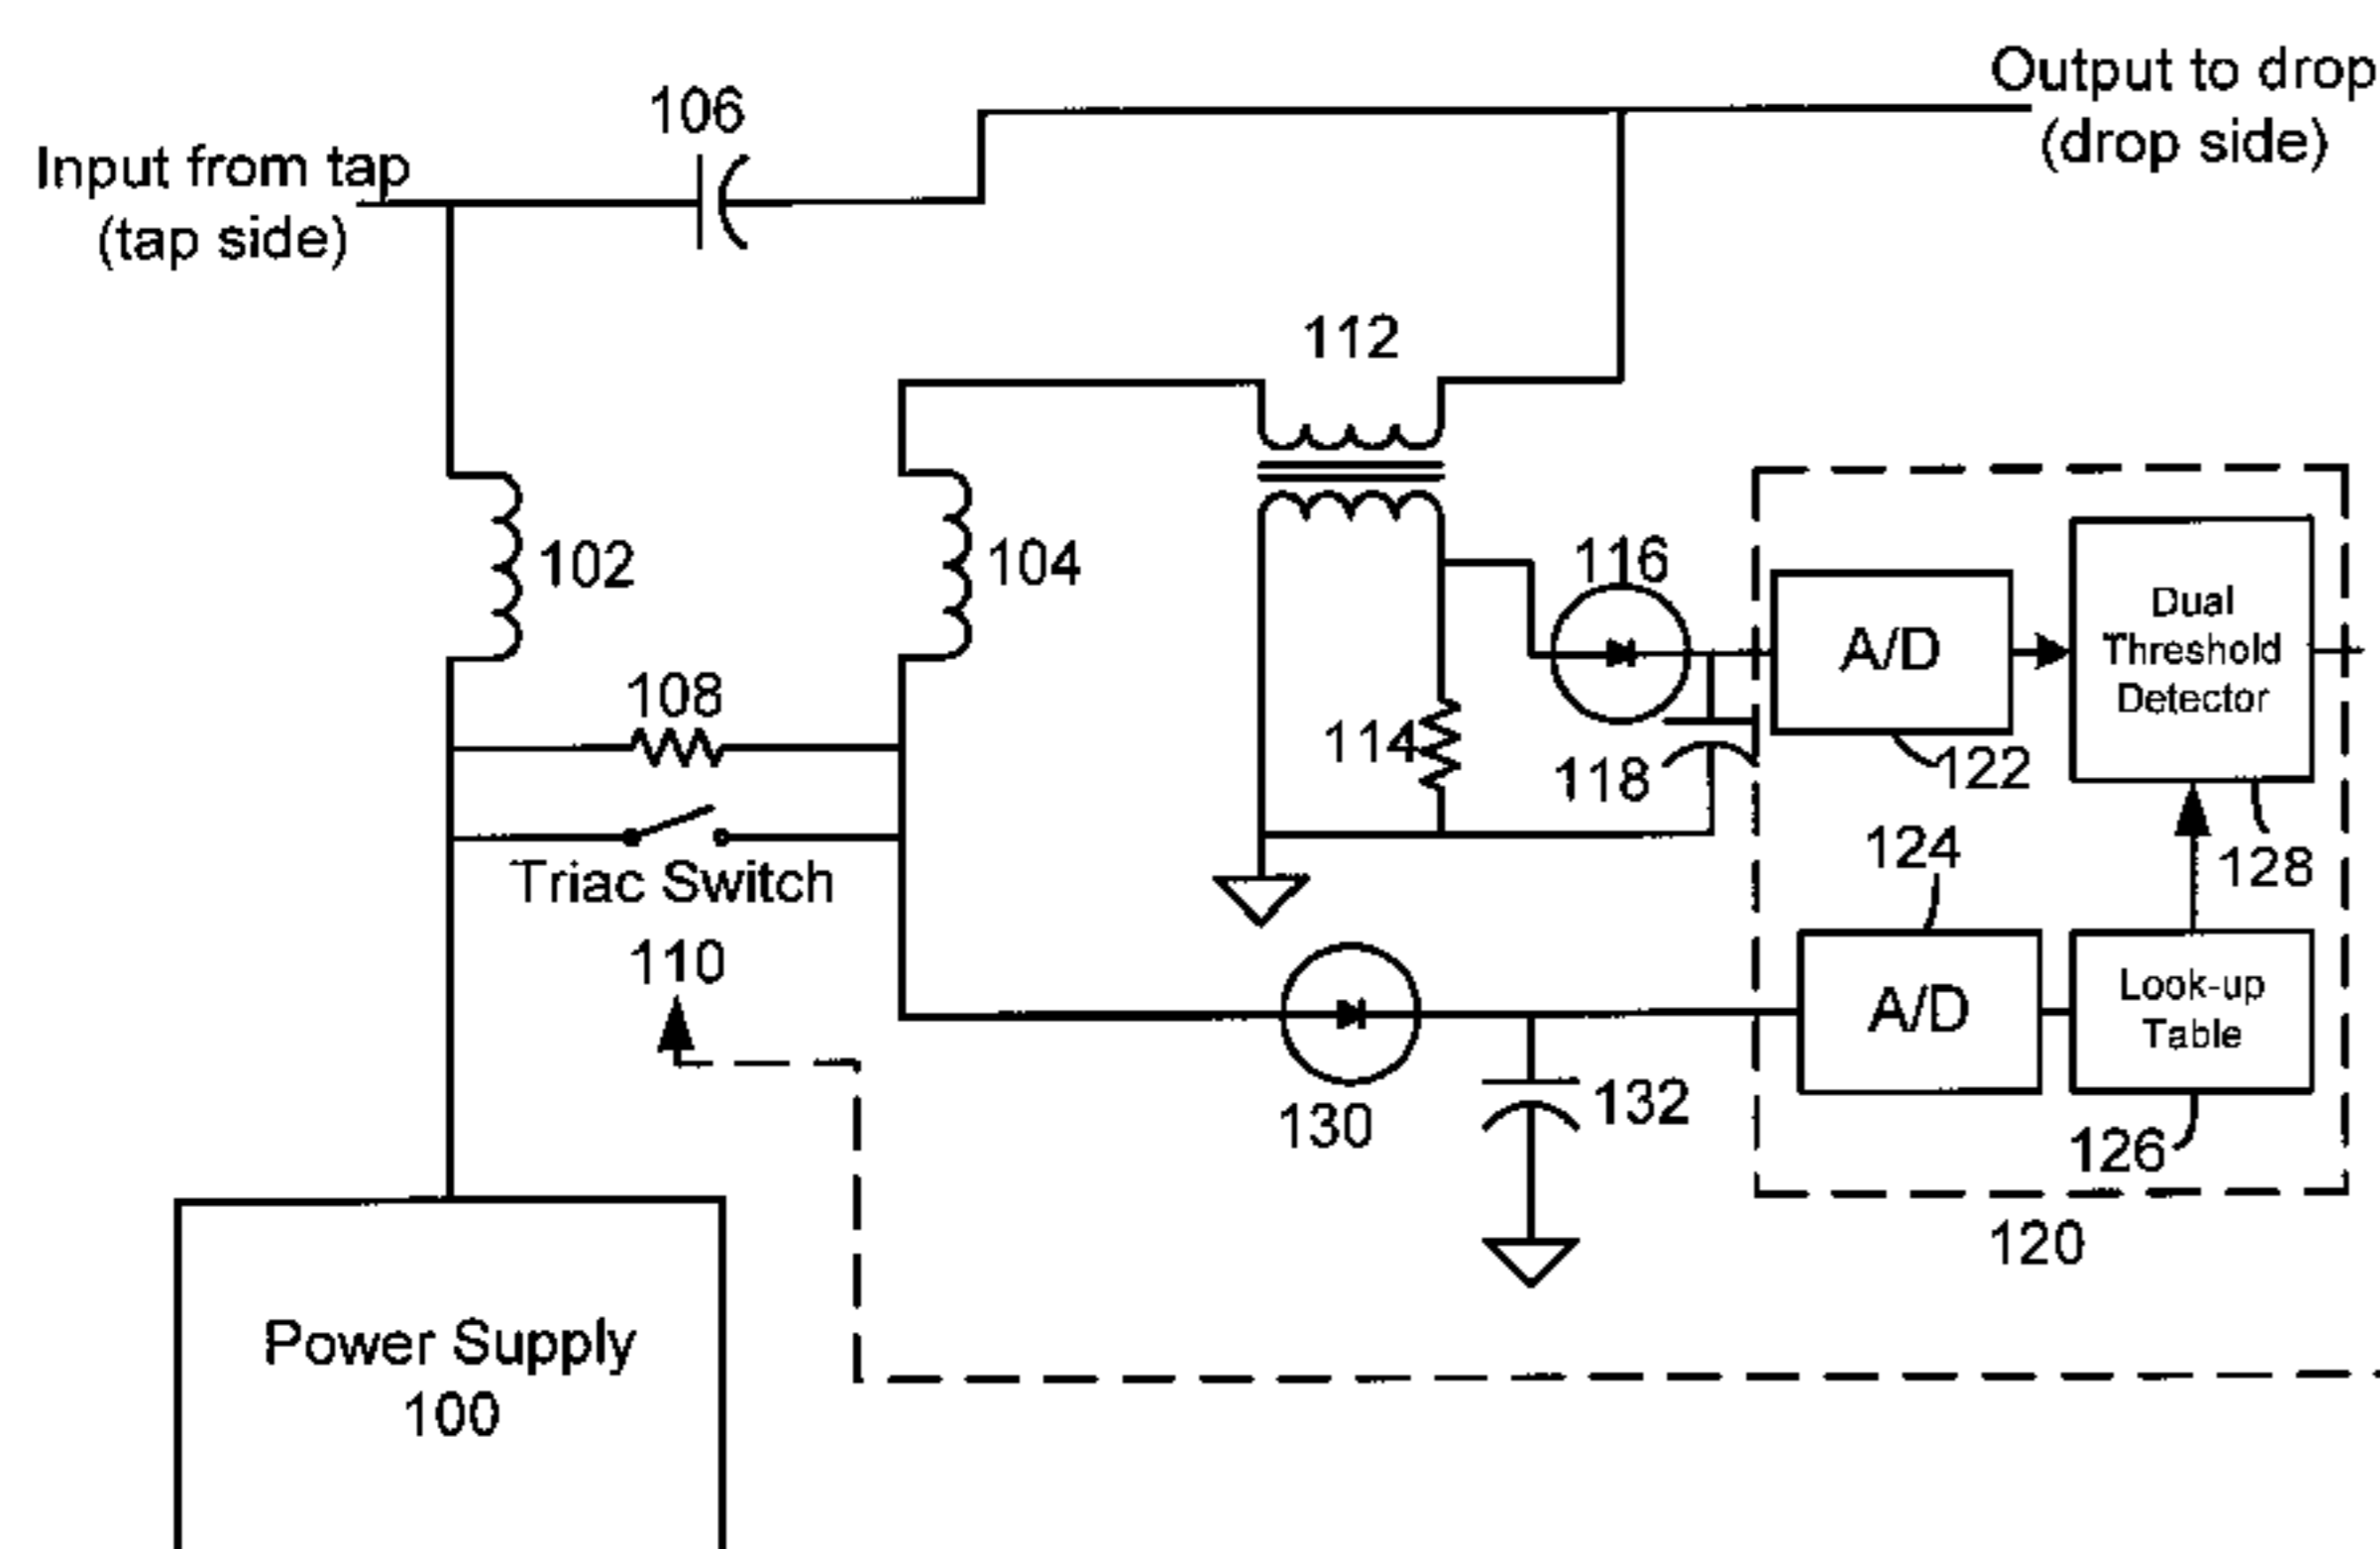 Output to drop
(drop side)
106
Input from tap
(tap side)
112
102
104
116
A/D
Dual
Threshold
Detector
108
114
118
122
Triac Switch
124
128
110
A/D
Look-up
Table
130
132
126
120
Power Supply
100